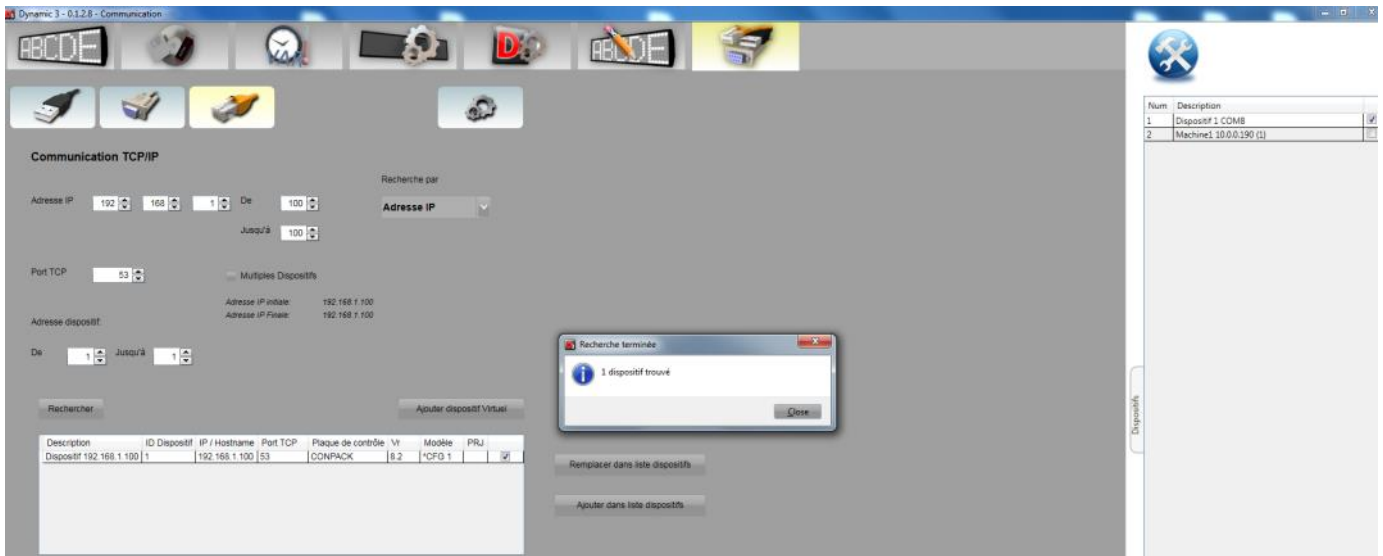 Dynamic 3 - 0.1.2.8 - Communication
ABCDE
D
ABCDE
Num Description
1 Dispositif 1 COM8
2 Machine1 10.0.0.190 (1)
Communication TCP/IP
Recherche par
Adresse IP 192 168 1 De 100 Adresse IP
Jusqu'à 100
Port TCP 53 Multiples Dispositifs
Adresse IP initiale: 192.168.1.100
Adresse IP Finale: 192.168.1.100
Adresse dispositif:
De 1 Jusqu'à 1
Recherche terminée
1 dispositif trouvé
Close
Dispositifs
Rechercher Ajouter dispositif Virtuel
Description ID Dispositif IP / Hostname Port TCP Plaque de contrôle Vr Modèle PRJ
Dispositif 192.168.1.100 1 192.168.1.100 53 CONPACK 8.2 *CFG 1
Remplacer dans liste dispositifs
Ajouter dans liste dispositifs